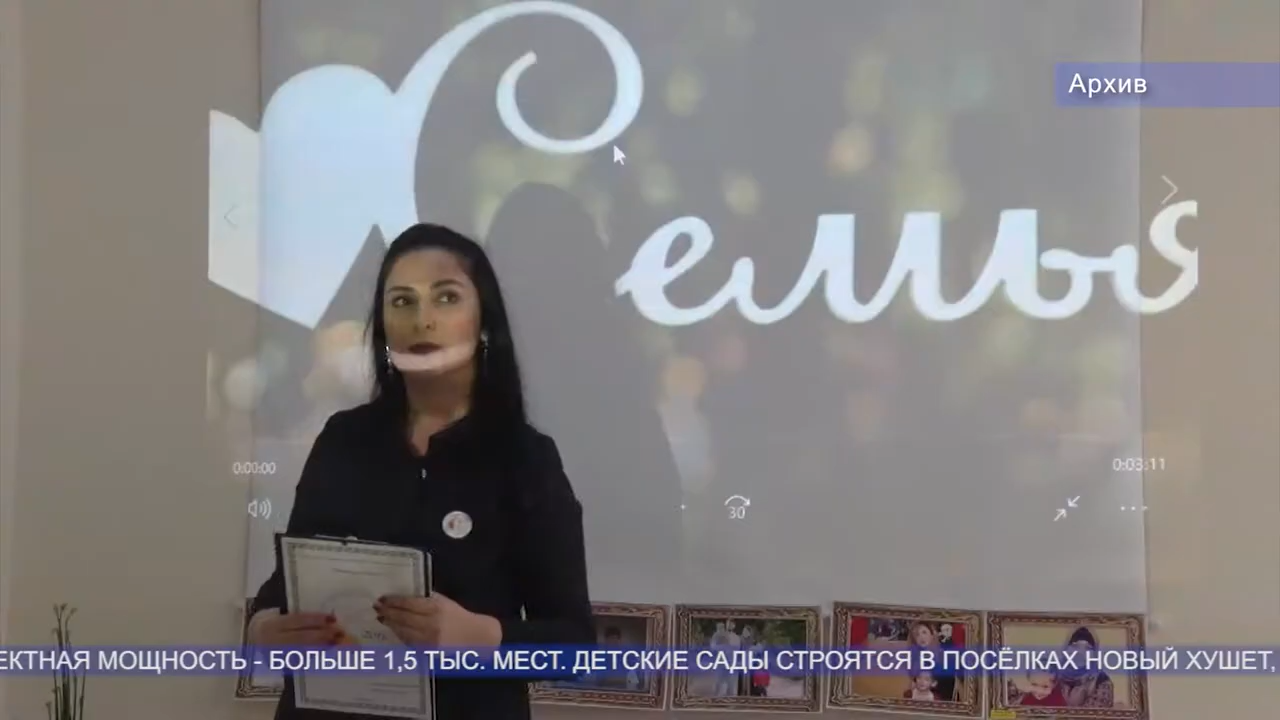 Архив
Семья
0:00:00
0:03:11
30
ЕКТНАЯ МОЩНОСТЬ - БОЛЬШЕ 1,5 ТЫС. МЕСТ. ДЕТСКИЕ САДЫ СТРОЯТСЯ В ПОСЁЛКАХ НОВЫЙ ХУШЕТ,